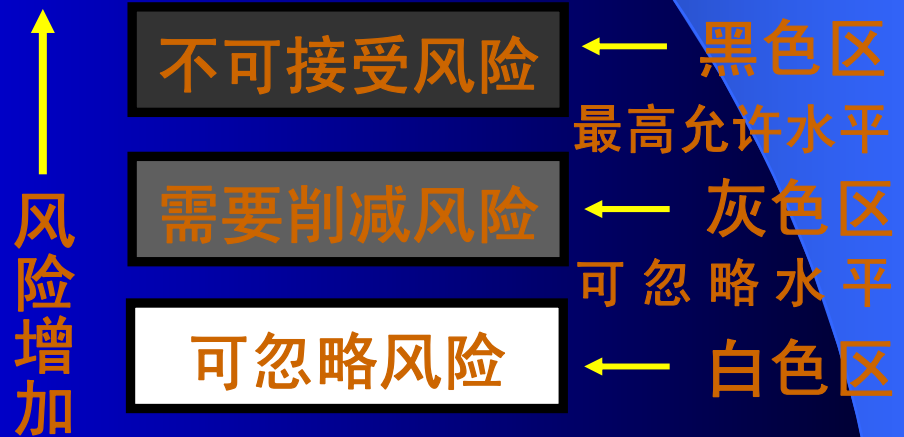 不可接受风险
黑色区
最高允许水平
需要削减风险
灰色区
可忽略水平
可忽略风险
白色区
风险增加